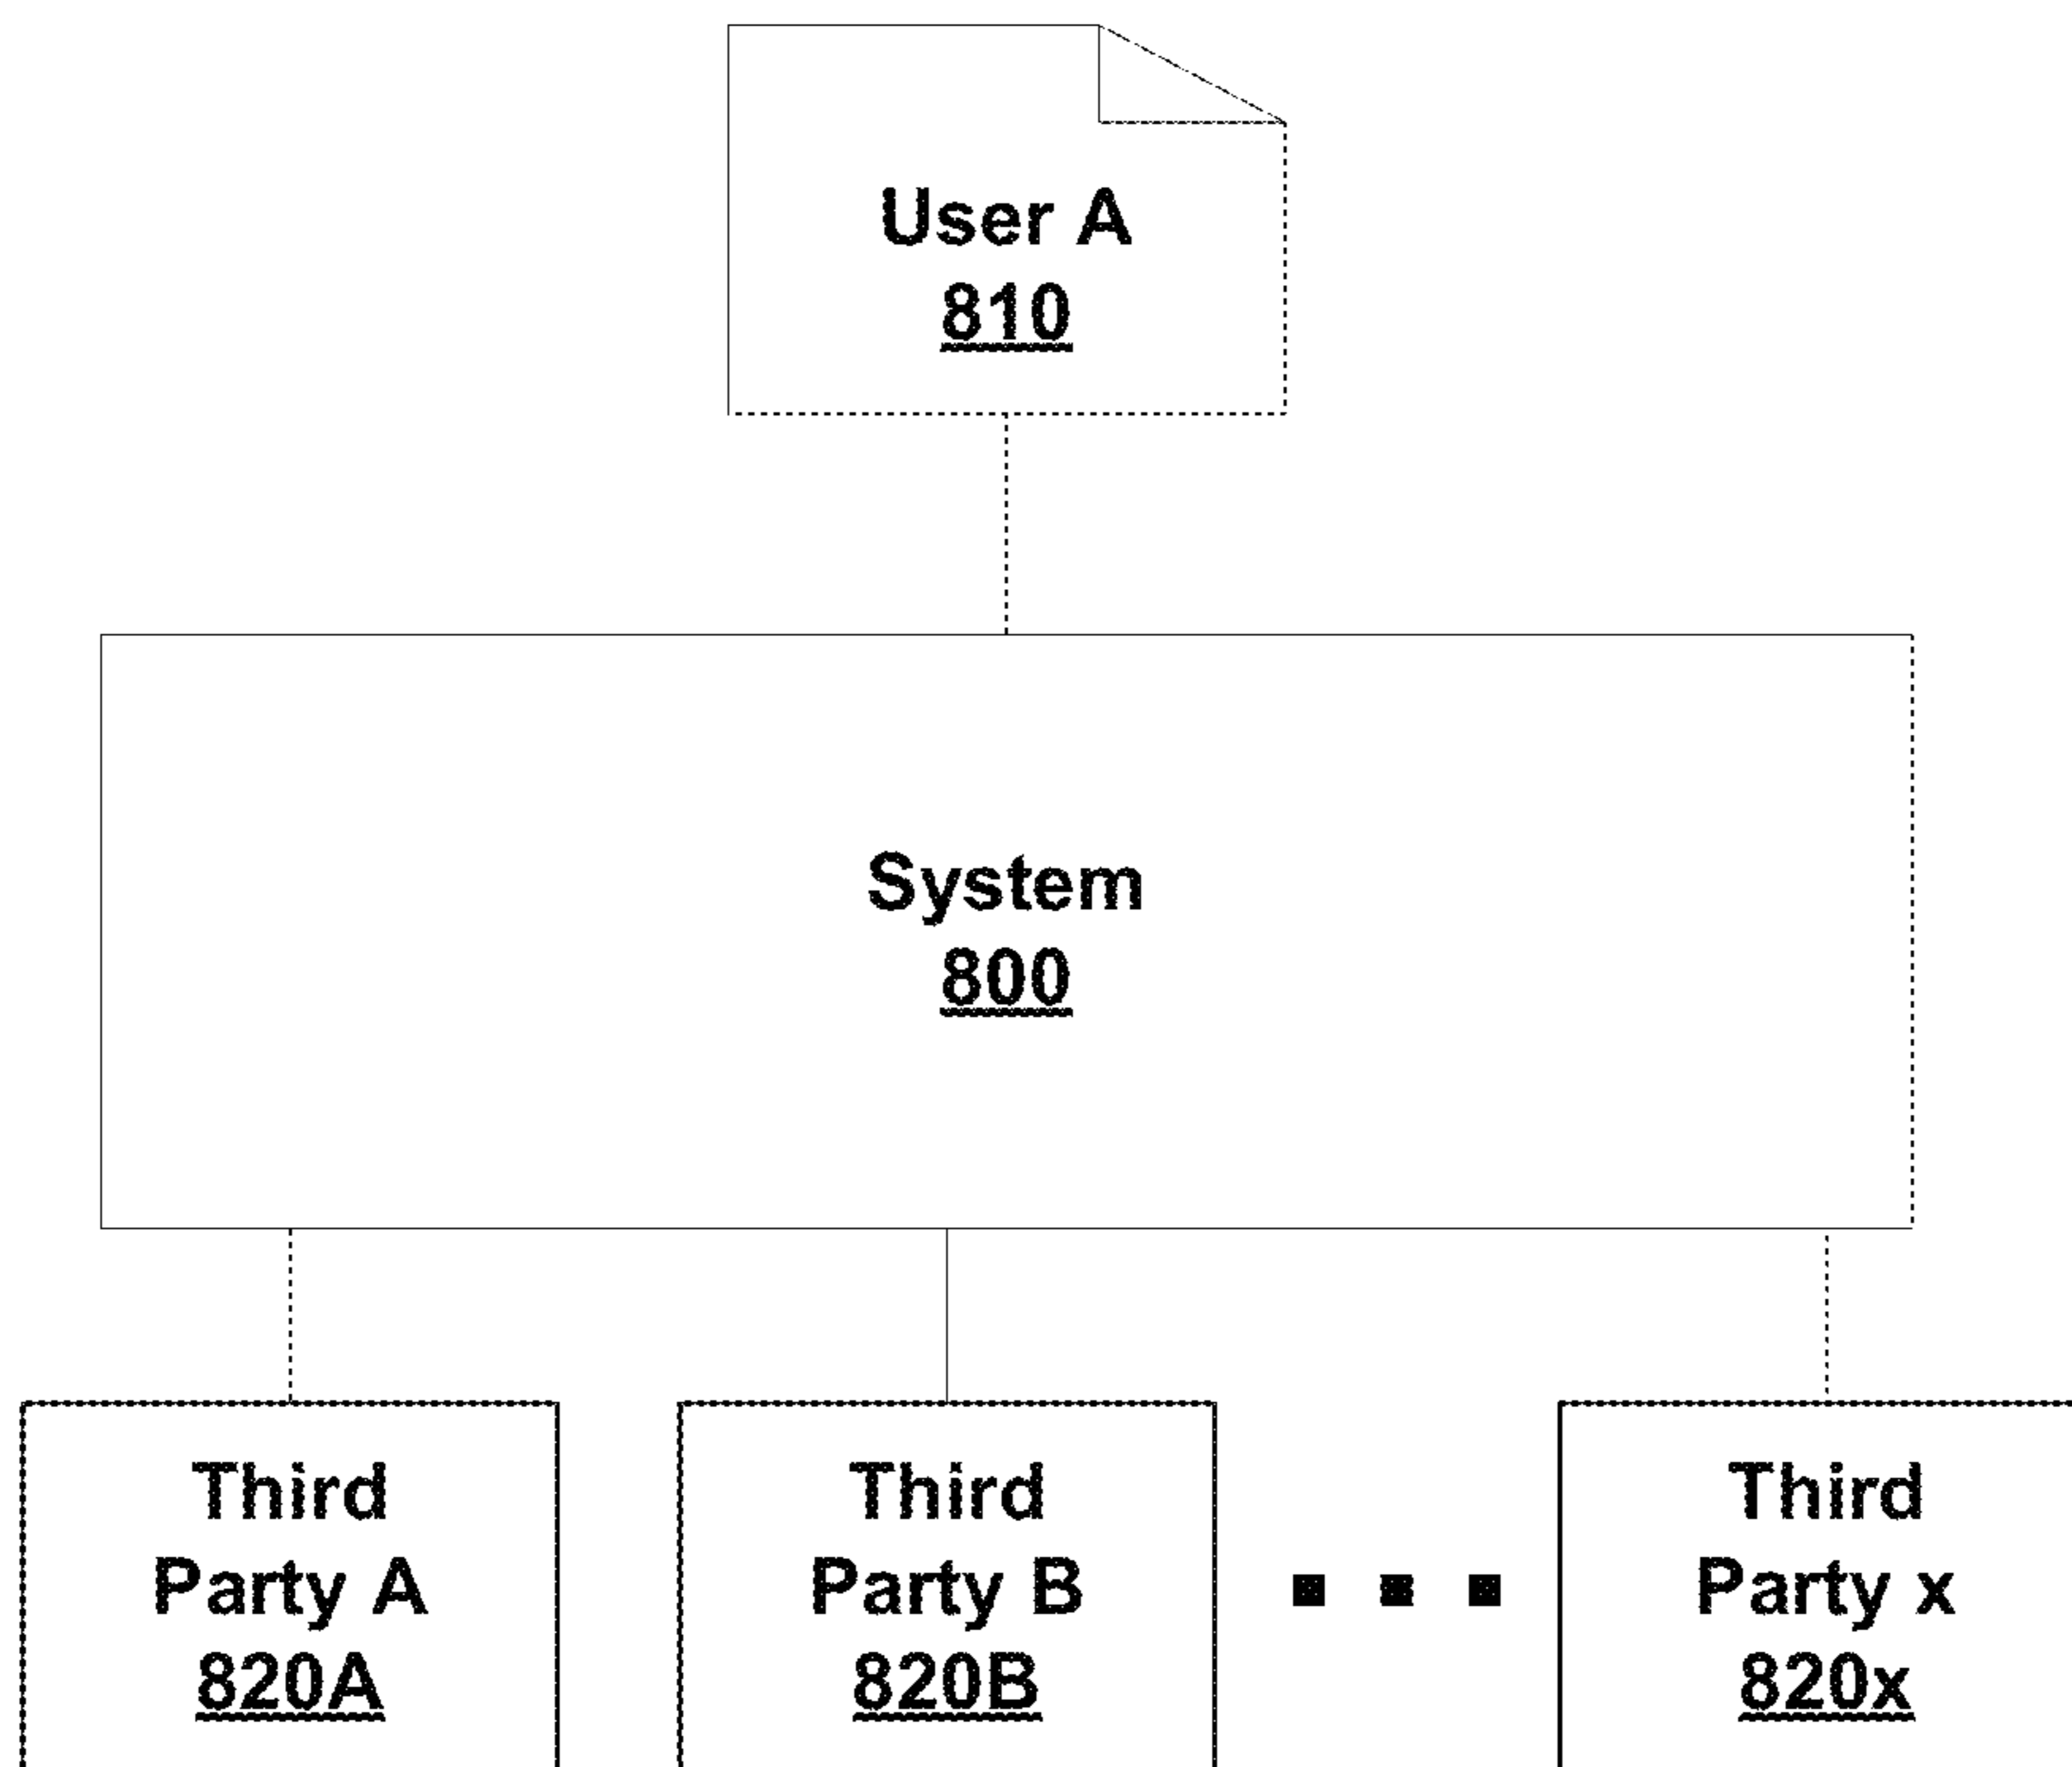 User A
810
System
800
Third
Party A
820A
Third
Party B
820B
Third
Party x
820x